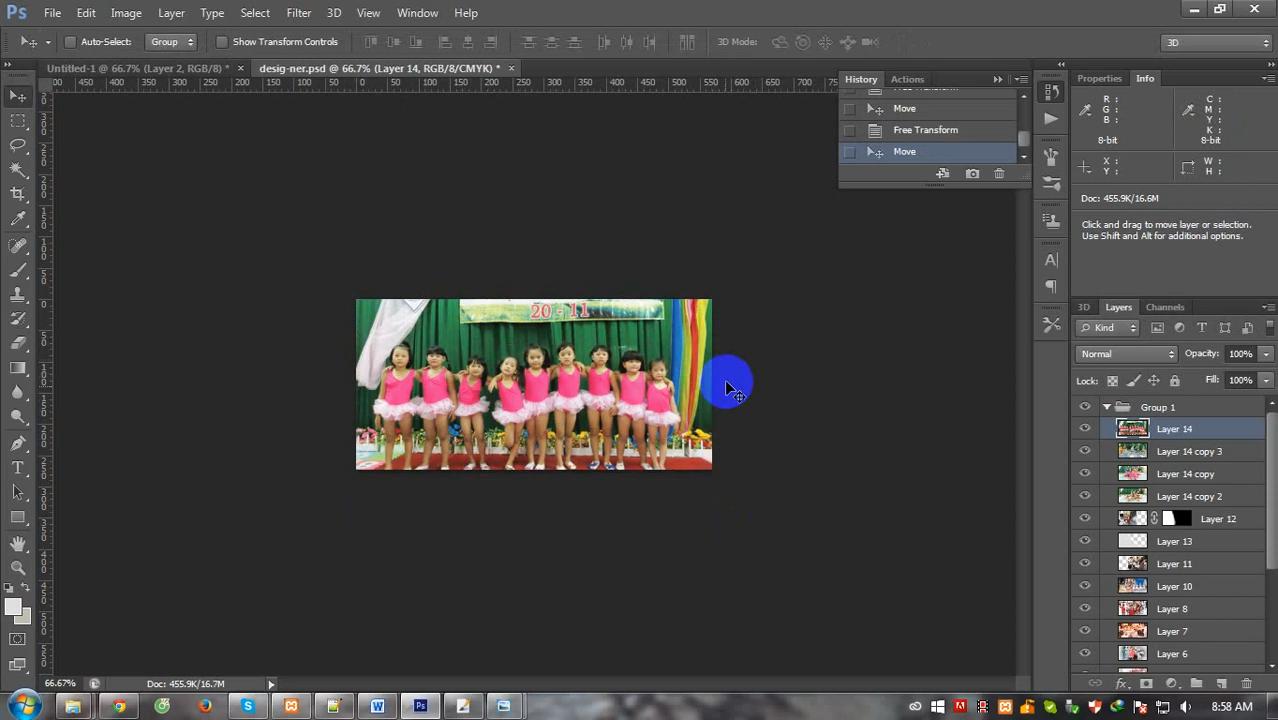 Ps File Edit Image Layer Type Select Filter 3D View Window Help
Auto-Select: Group Show Transform Controls 3D Mode: 3D
Untitled-1 @ 66.7% (Layer 2, RGB/8) * × desig-ner.psd @ 66.7% (Layer 14, RGB/8/CMYK) * ×
History Actions
Free Transform
Move
Free Transform
Move
Properties Info
R: C:
G: M:
B: Y:
K:
8-bit 8-bit
X: W:
Y: H:
Doc: 455.9K/16.6M
Click and drag to move layer or selection.
Use Shift and Alt for additional options.
20 - 11
3D Layers Channels
Kind
Normal Opacity: 100%
Lock: Fill: 100%
Group 1
Layer 14
Layer 14 copy 3
Layer 14 copy
Layer 14 copy 2
Layer 12
Layer 13
Layer 11
Layer 10
Layer 8
Layer 7
Layer 6
66.67% Doc: 455.9K/16.7M
8:58 AM